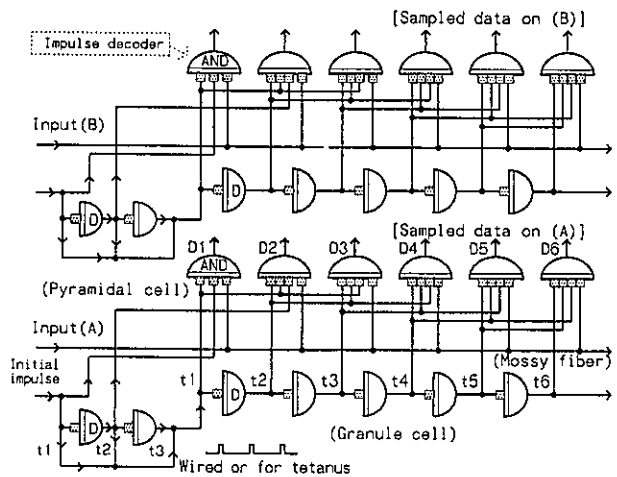 [Sampled data on (B)]
Impulse decoder
AND
Input(B)
D
D
[Sampled data on (A)]
D1 D2 D3 D4 D5 D6
AND
(Pyramidal cell)
Input(A)
(Mossy fiber)
Initial
impulse
t1 t2 t3 t4 t5 t6
D
D
(Granule cell)
t1 t2 t3
Wired or for tetanus